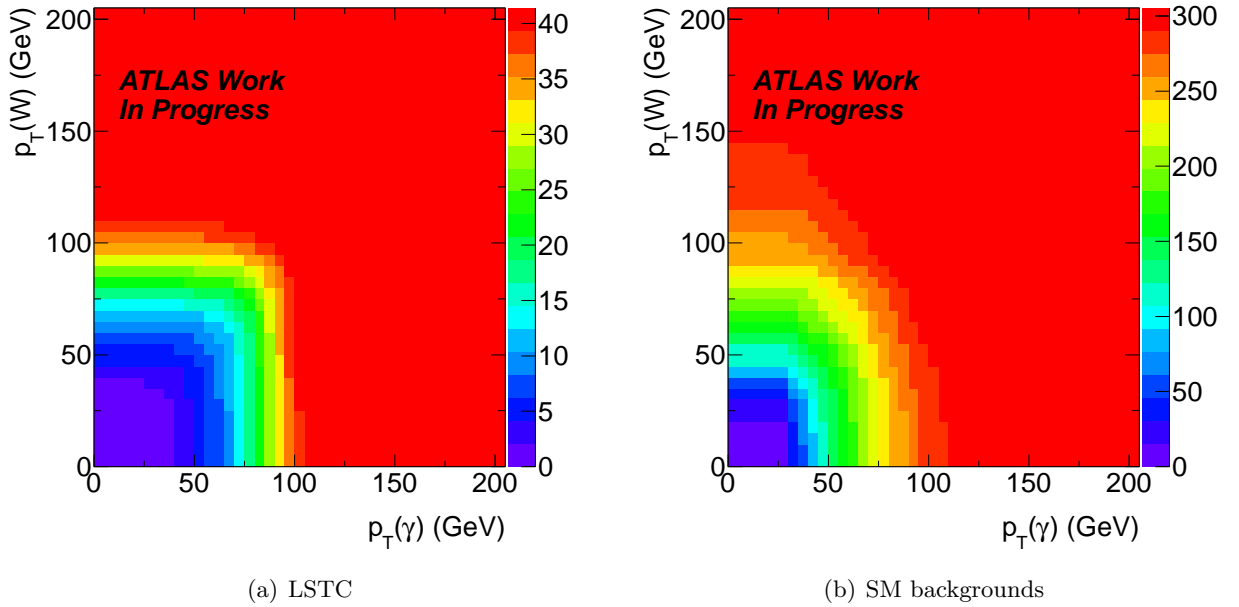 p_T(W) (GeV)
200
150
100
50
0
ATLAS Work
In Progress
0 50 100 150 200
p_T(γ) (GeV)
40
35
30
25
20
15
10
5
0
(a) LSTC
p_T(W) (GeV)
200
150
100
50
0
ATLAS Work
In Progress
0 50 100 150 200
p_T(γ) (GeV)
300
250
200
150
100
50
0
(b) SM backgrounds